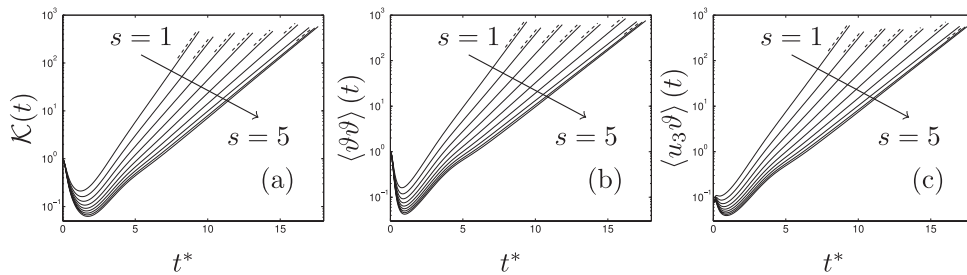 10³
10²
10¹
10⁰
10⁻¹
0
5
10
15
𝒦(t)
t*
s = 1
s = 5
(a)
10³
10²
10¹
10⁰
10⁻¹
0
5
10
15
⟨ϑϑ⟩ (t)
t*
s = 1
s = 5
(b)
10³
10²
10¹
10⁰
10⁻¹
0
5
10
15
⟨u₃ϑ⟩ (t)
t*
s = 1
s = 5
(c)